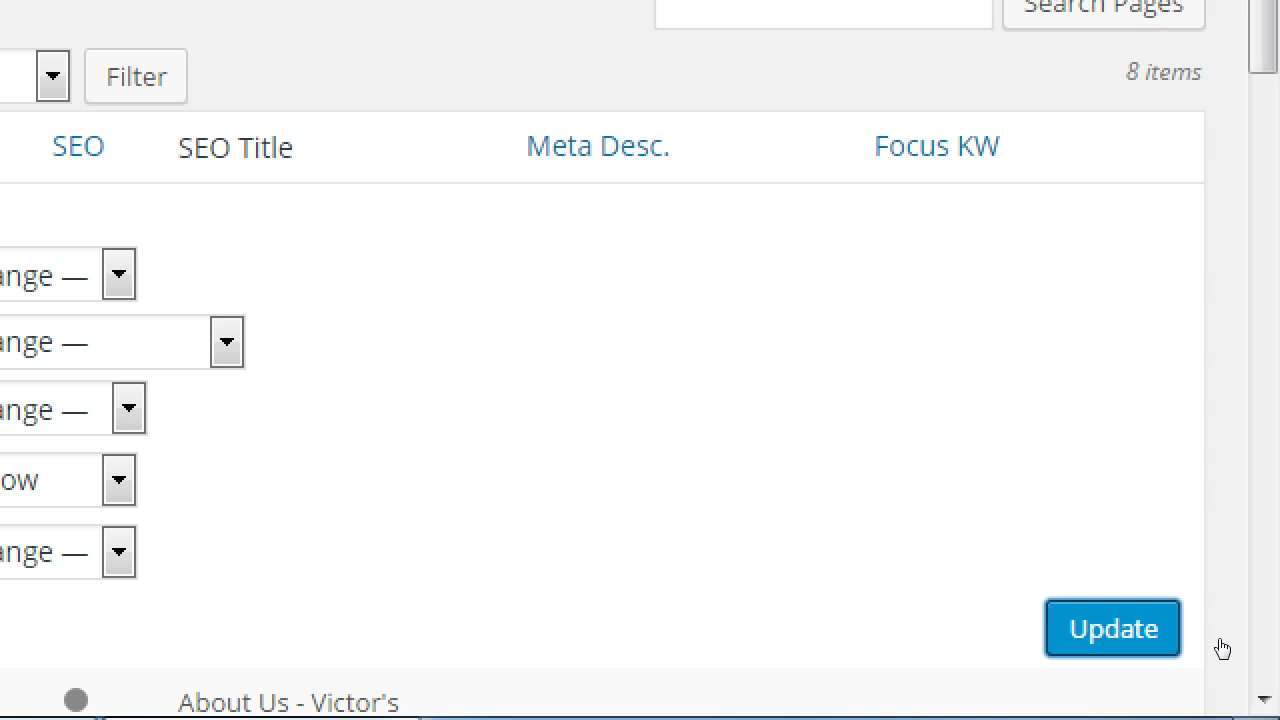 Search Pages
Filter
8 items
SEO SEO Title Meta Desc. Focus KW
ange —
ange —
ange —
ow
ange —
Update
About Us - Victor's